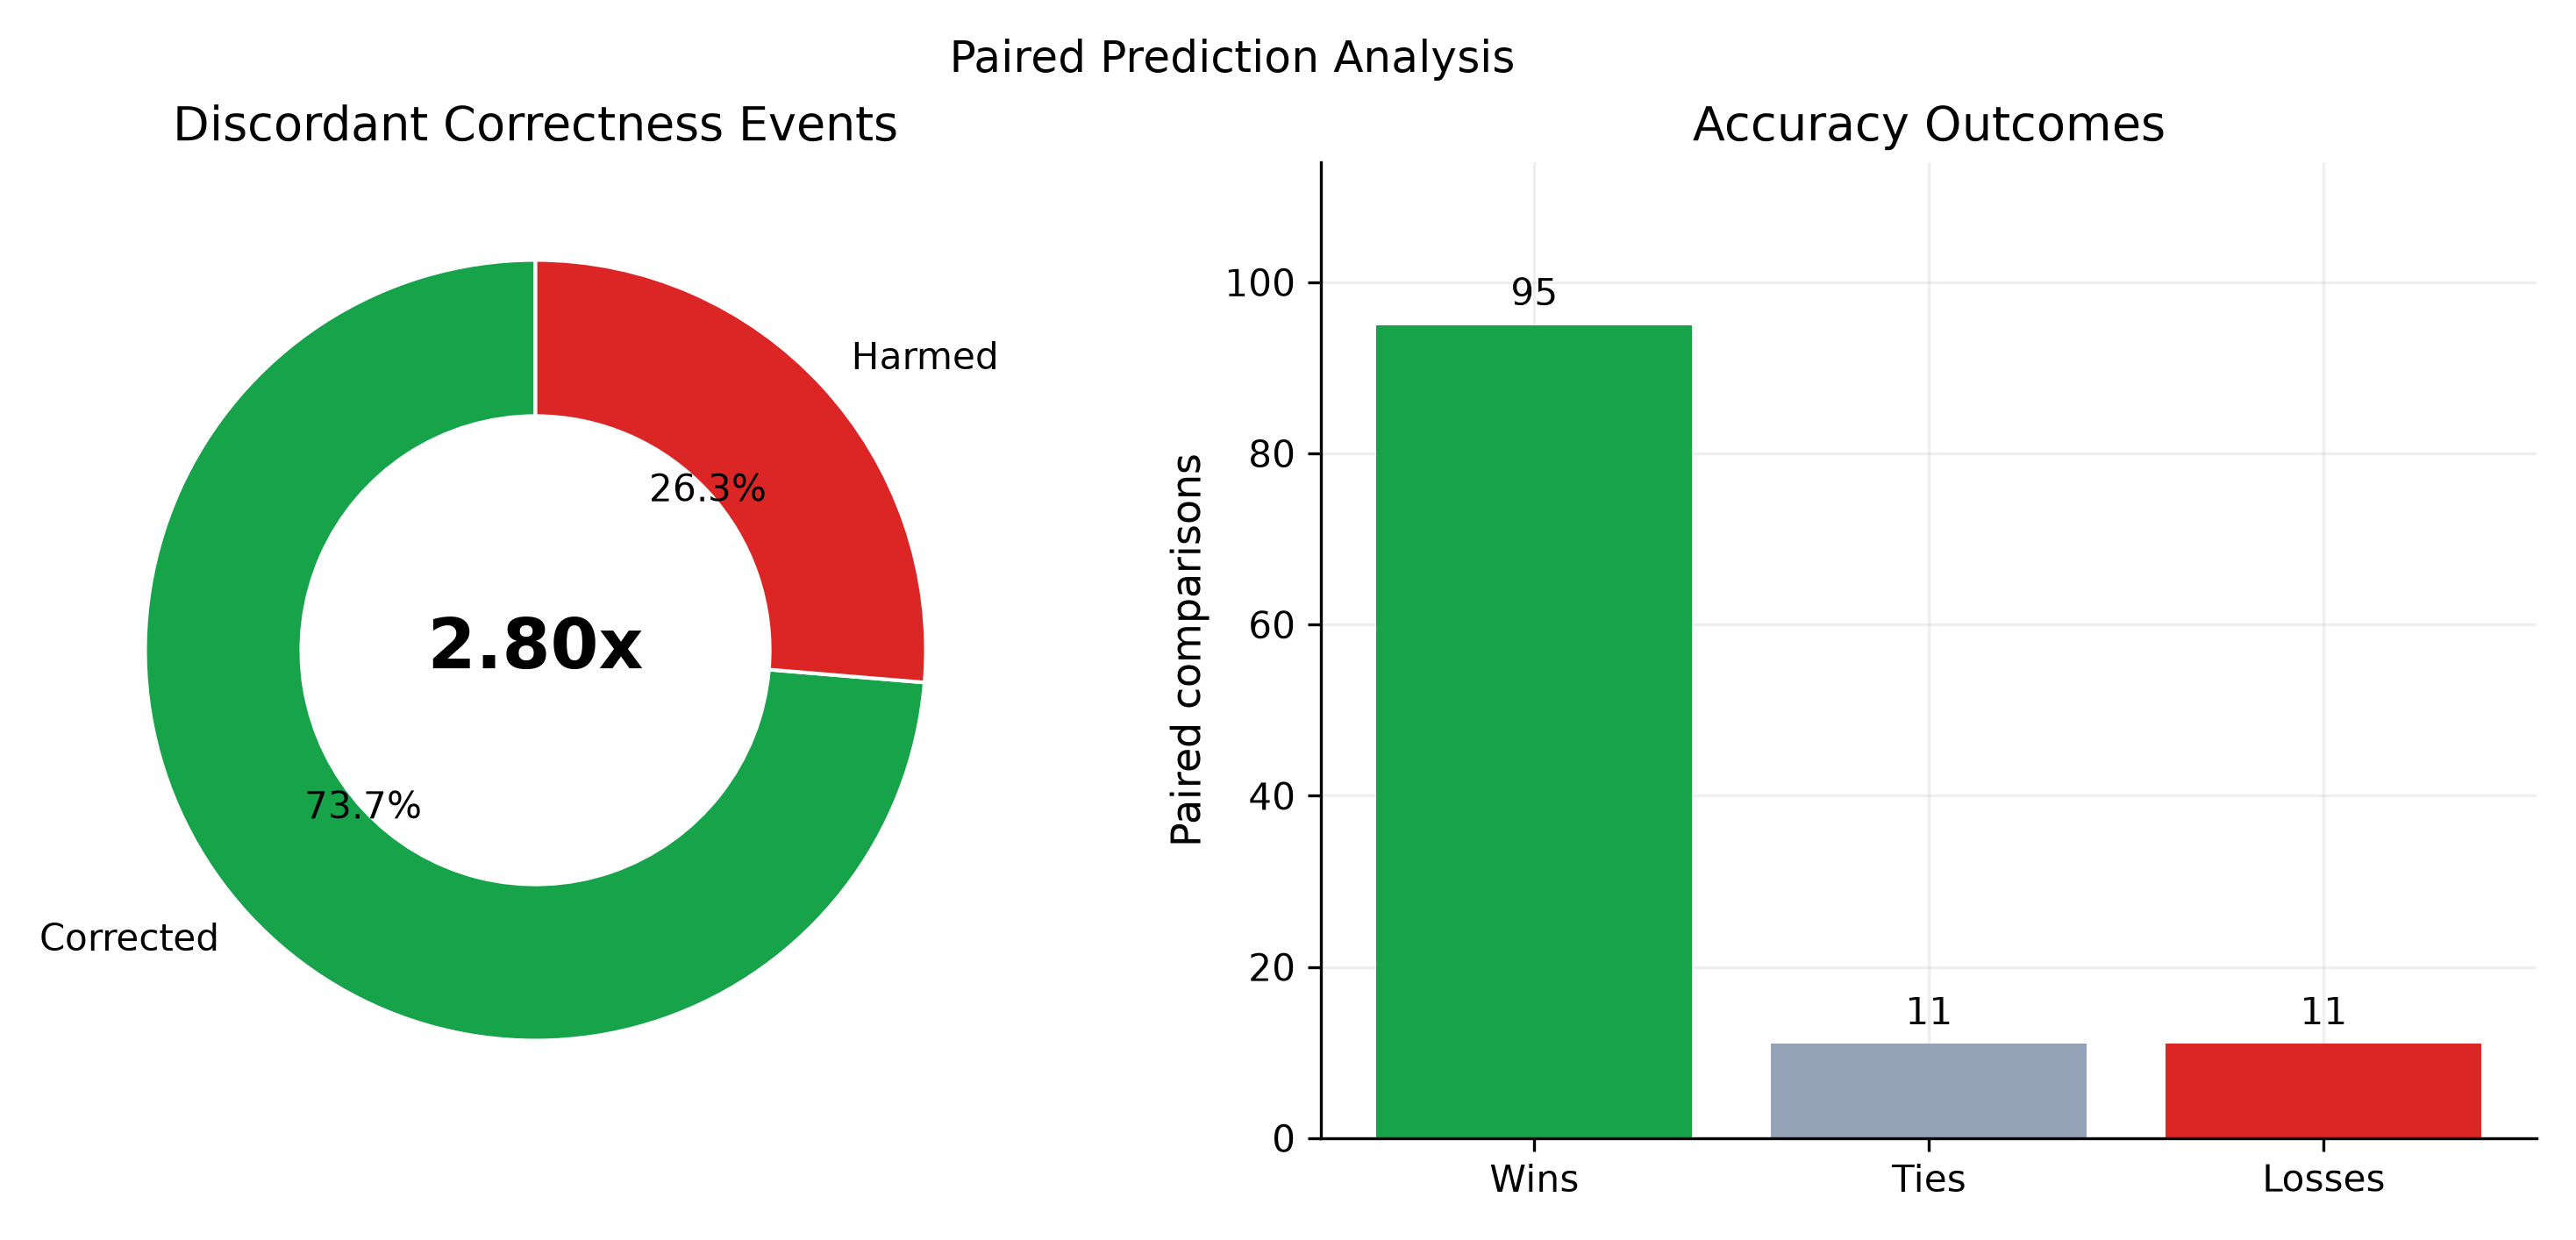 Paired Prediction Analysis
Discordant Correctness Events
Harmed
26.3%
2.80x
73.7%
Corrected
Accuracy Outcomes
Paired comparisons
100
80
60
40
20
0
95
11
11
Wins
Ties
Losses